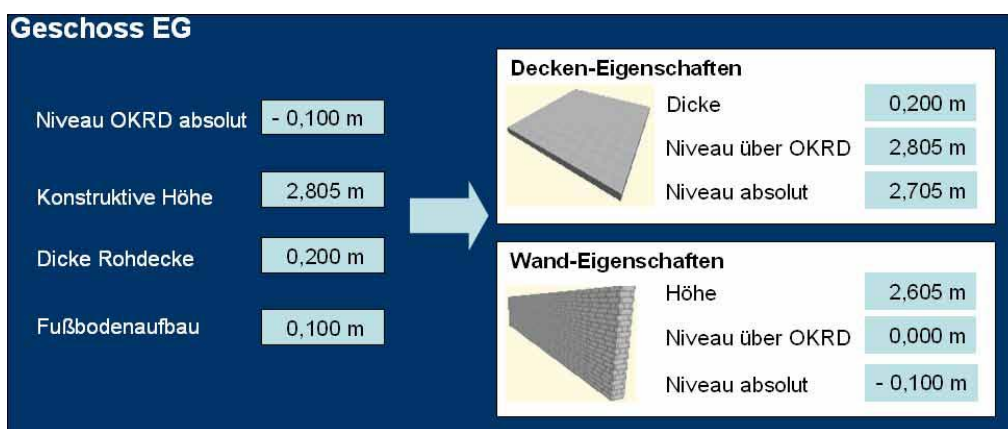 Geschoss EG
Niveau OKRD absolut - 0,100 m
Konstruktive Höhe 2,805 m
Dicke Rohdecke 0,200 m
Fußbodenaufbau 0,100 m
Decken-Eigenschaften
Dicke 0,200 m
Niveau über OKRD 2,805 m
Niveau absolut 2,705 m
Wand-Eigenschaften
Höhe 2,605 m
Niveau über OKRD 0,000 m
Niveau absolut - 0,100 m